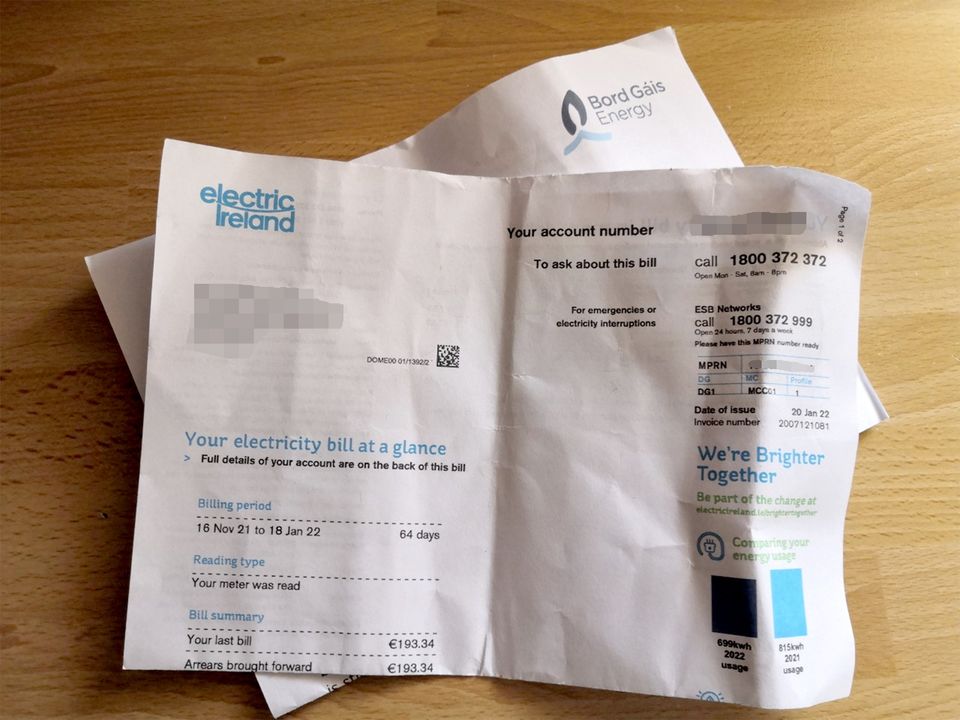 Bord Gáis
Energy
electric
Ireland
DOME00 01/1392/2
Your electricity bill at a glance
> Full details of your account are on the back of this bill
Billing period
16 Nov 21 to 18 Jan 22 64 days
Reading type
Your meter was read
Bill summary
Your last bill €193.34
Arrears brought forward €193.34
Your account number
To ask about this bill
call 1800 372 372
Open Mon - Sat, 8am - 8pm
For emergencies or
electricity interruptions
ESB Networks
call 1800 372 999
Open 24 hours, 7 days a week
Please have this MPRN number ready
MPRN
DG MC Profile
DG1 MCC01 1
Date of issue 20 Jan 22
Invoice number 2007121081
We're Brighter
Together
Be part of the change at
electricireland.ie/brightertogether
Comparing your
energy usage
699kwh
2022
usage
815kwh
2021
usage
Page 1 of 2